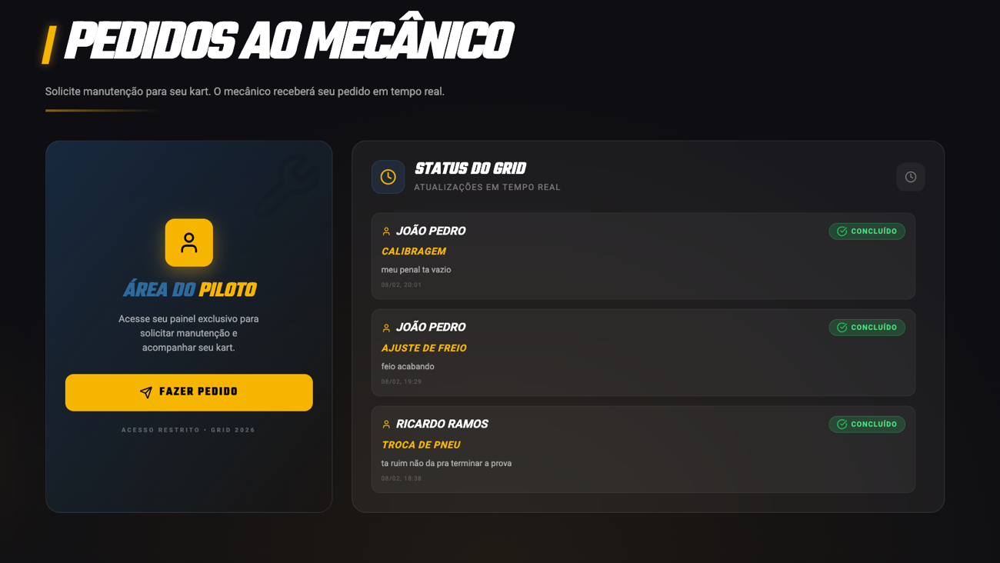 PEDIDOS AO MECÂNICO
Solicite manutenção para seu kart. O mecânico receberá seu pedido em tempo real.
ÁREA DO PILOTO
Acesse seu painel exclusivo para
solicitar manutenção e
acompanhar seu kart.
FAZER PEDIDO
ACESSO RESTRITO • GRID 2026
STATUS DO GRID
ATUALIZAÇÕES EM TEMPO REAL
JOÃO PEDRO
CONCLUÍDO
CALIBRAGEM
meu penal ta vazio
08/02, 20:01
JOÃO PEDRO
CONCLUÍDO
AJUSTE DE FREIO
feio acabando
08/02, 19:29
RICARDO RAMOS
CONCLUÍDO
TROCA DE PNEU
ta ruim não da pra terminar a prova
08/02, 18:38